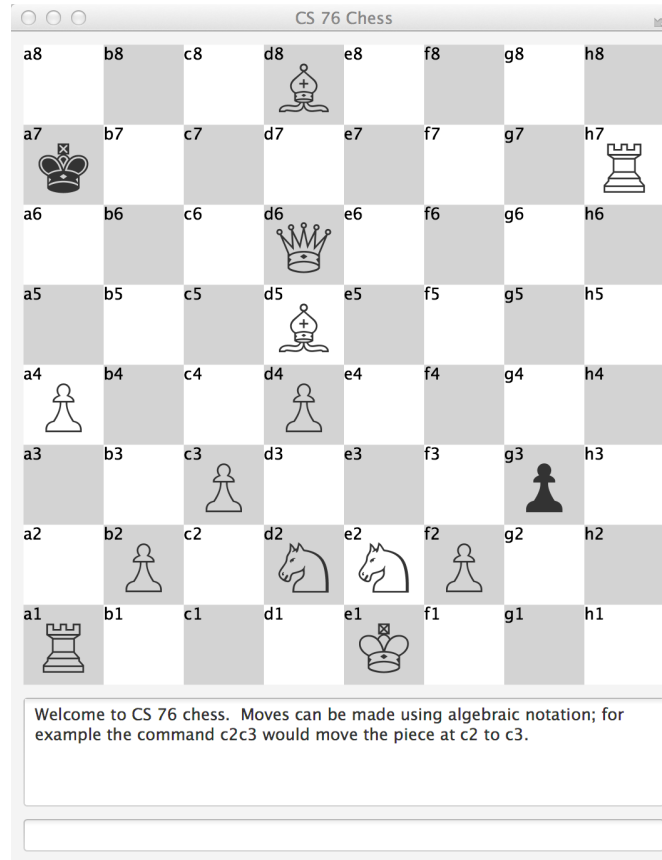 CS 76 Chess
a8 b8 c8 d8 e8 f8 g8 h8
a7 b7 c7 d7 e7 f7 g7 h7
a6 b6 c6 d6 e6 f6 g6 h6
a5 b5 c5 d5 e5 f5 g5 h5
a4 b4 c4 d4 e4 f4 g4 h4
a3 b3 c3 d3 e3 f3 g3 h3
a2 b2 c2 d2 e2 f2 g2 h2
a1 b1 c1 d1 e1 f1 g1 h1
Welcome to CS 76 chess.  Moves can be made using algebraic notation; for
example the command c2c3 would move the piece at c2 to c3.